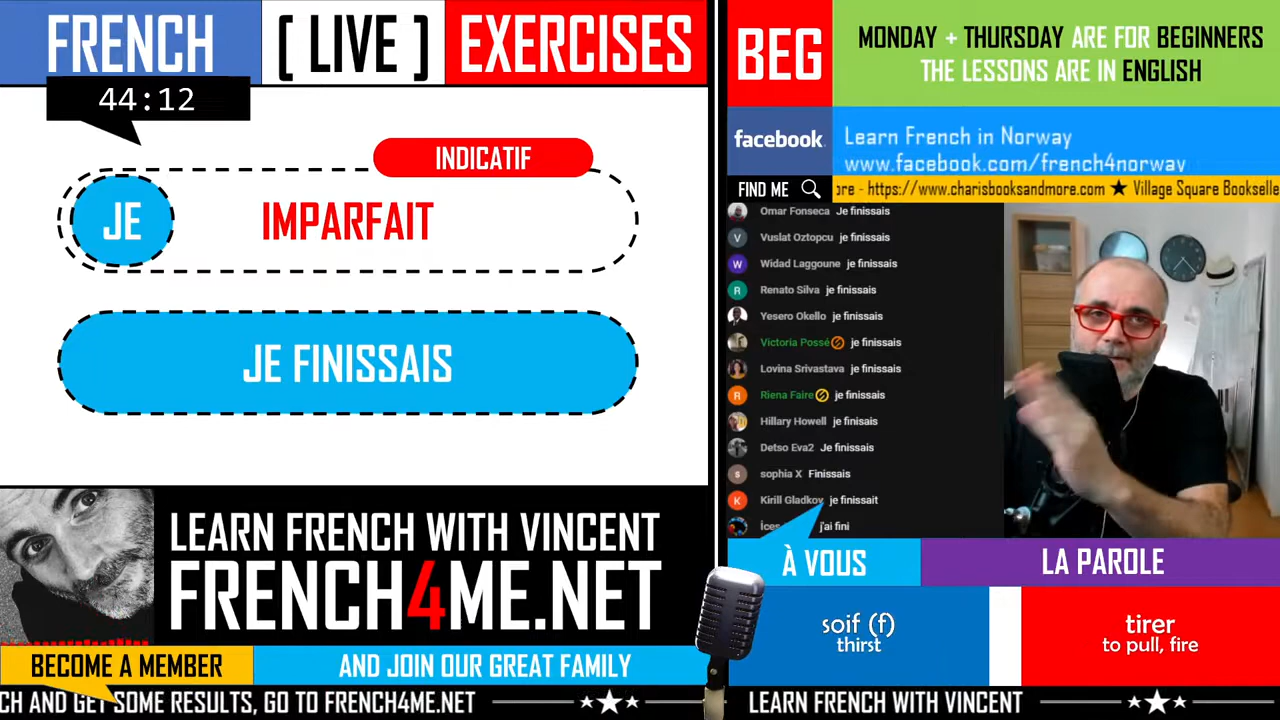 FRENCH
[ LIVE ]
EXERCISES
44:12
INDICATIF
JE
IMPARFAIT
JE FINISSAIS
LEARN FRENCH WITH VINCENT
FRENCH4ME.NET
BECOME A MEMBER
AND JOIN OUR GREAT FAMILY
CH AND GET SOME RESULTS, GO TO FRENCH4ME.NET
BEG
MONDAY + THURSDAY ARE FOR BEGINNERS
THE LESSONS ARE IN ENGLISH
facebook.
Learn French in Norway
www.facebook.com/french4norway
FIND ME
ore - https://www.charisbooksandmore.com ★ Village Square Bookselle
Omar Fonseca Je finissais
V Vuslat Oztopcu je finissais
W Widad Laggoune je finissais
R Renato Silva je finissais
Yesero Okello je finissais
Victoria Possé je finissais
Lovina Srivastava je finissais
R Riena Faire je finissais
Hillary Howell je finisais
Detso Eva2 Je finissais
s sophia X Finissais
K Kirill Gladkov je finissait
j'ai fini
À VOUS
LA PAROLE
soif (f)
thirst
tirer
to pull, fire
LEARN FRENCH WITH VINCENT